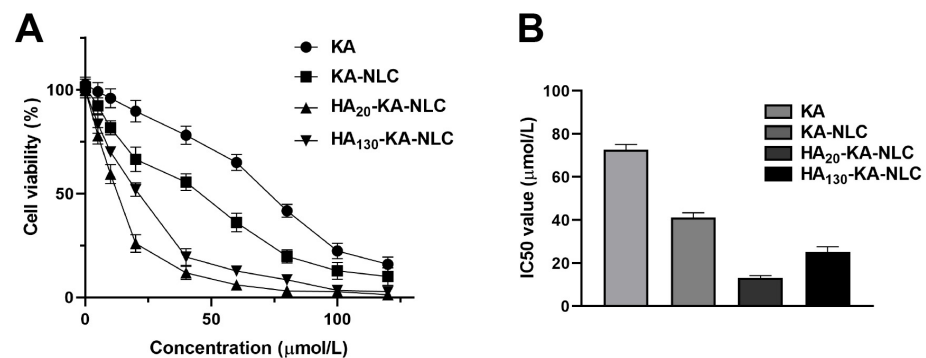 A
Cell viability (%)
100
50
0
0
50
100
Concentration (μmol/L)
KA
KA-NLC
HA20-KA-NLC
HA130-KA-NLC
B
IC50 value (μmol/L)
100
80
60
40
20
0
KA
KA-NLC
HA20-KA-NLC
HA130-KA-NLC